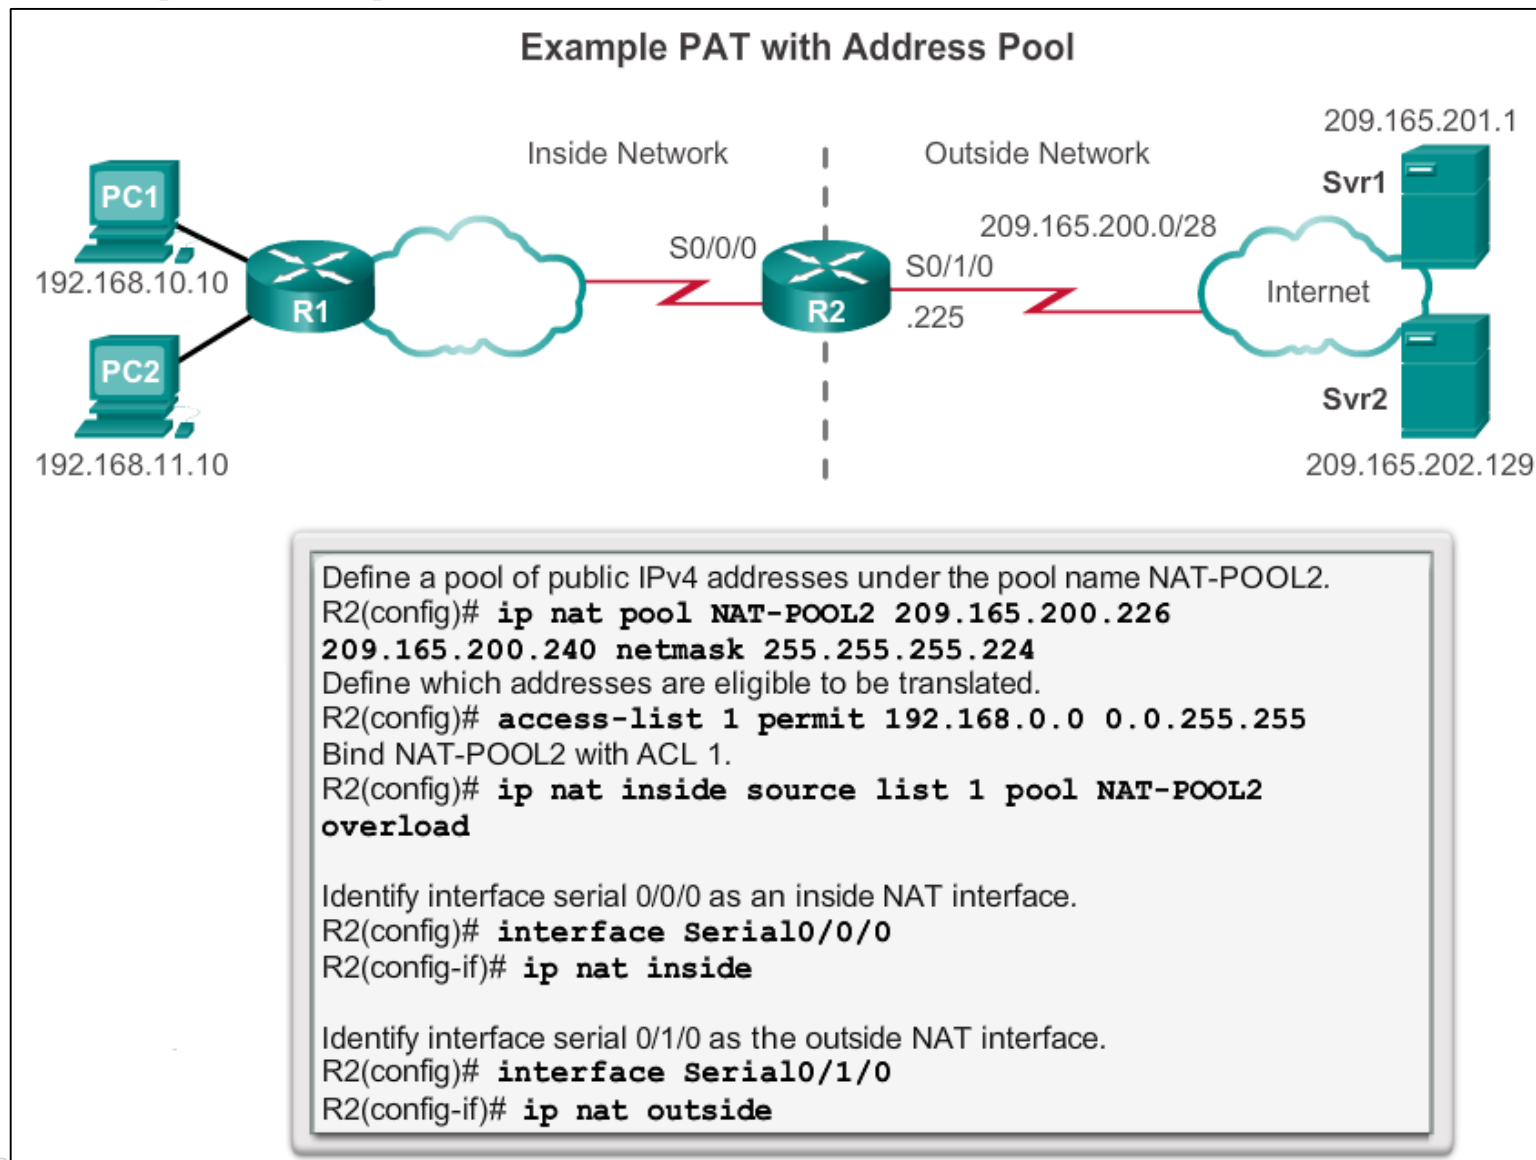 Example PAT with Address Pool
209.165.201.1
Inside Network
Outside Network
PC1
Svr1
209.165.200.0/28
S0/0/0
S0/1/0
192.168.10.10
R1
R2
.225
Internet
PC2
Svr2
192.168.11.10
209.165.202.129
Define a pool of public IPv4 addresses under the pool name NAT-POOL2.
R2(config)# ip nat pool NAT-POOL2 209.165.200.226
209.165.200.240 netmask 255.255.255.224
Define which addresses are eligible to be translated.
R2(config)# access-list 1 permit 192.168.0.0 0.0.255.255
Bind NAT-POOL2 with ACL 1.
R2(config)# ip nat inside source list 1 pool NAT-POOL2
overload
Identify interface serial 0/0/0 as an inside NAT interface.
R2(config)# interface Serial0/0/0
R2(config-if)# ip nat inside
Identify interface serial 0/1/0 as the outside NAT interface.
R2(config)# interface Serial0/1/0
R2(config-if)# ip nat outside